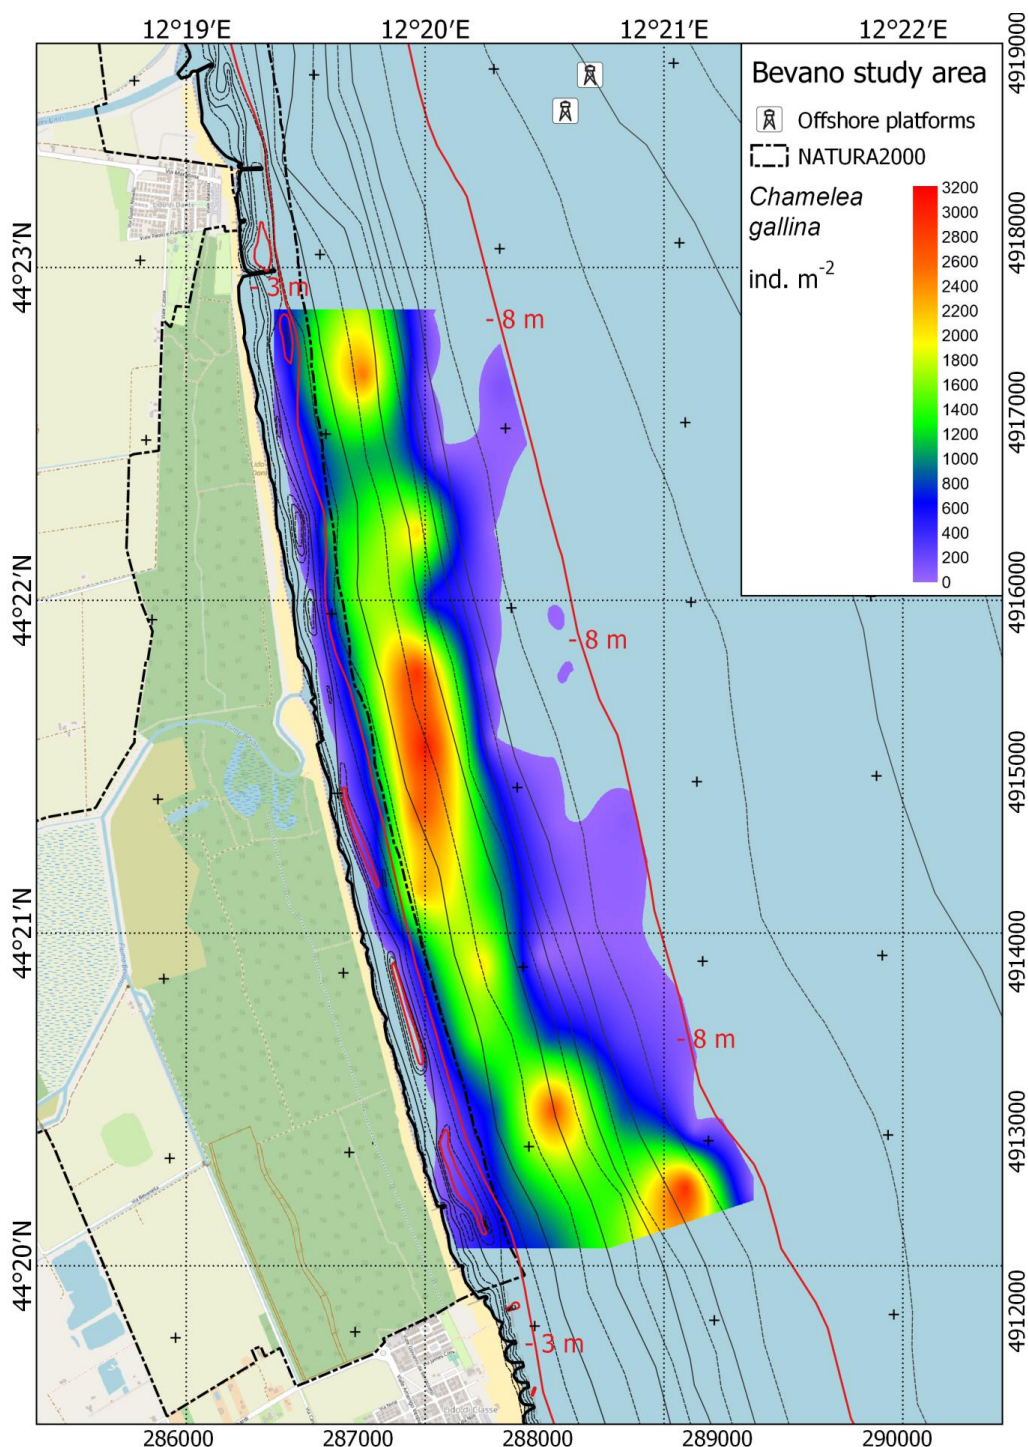 12°19′E 12°20′E 12°21′E 12°22′E
4919000
Bevano study area
Offshore platforms
NATURA2000
Chamelea
gallina
ind. m⁻²
3200
3000
2800
2600
2400
2200
2000
1800
1600
1400
1200
1000
800
600
400
200
0
4918000
44°23′N
- 3 m
- 8 m
4917000
44°22′N
4916000
- 8 m
4915000
44°21′N
4914000
- 8 m
4913000
44°20′N
4912000
- 3 m
Lido di Classe
286000 287000 288000 289000 290000